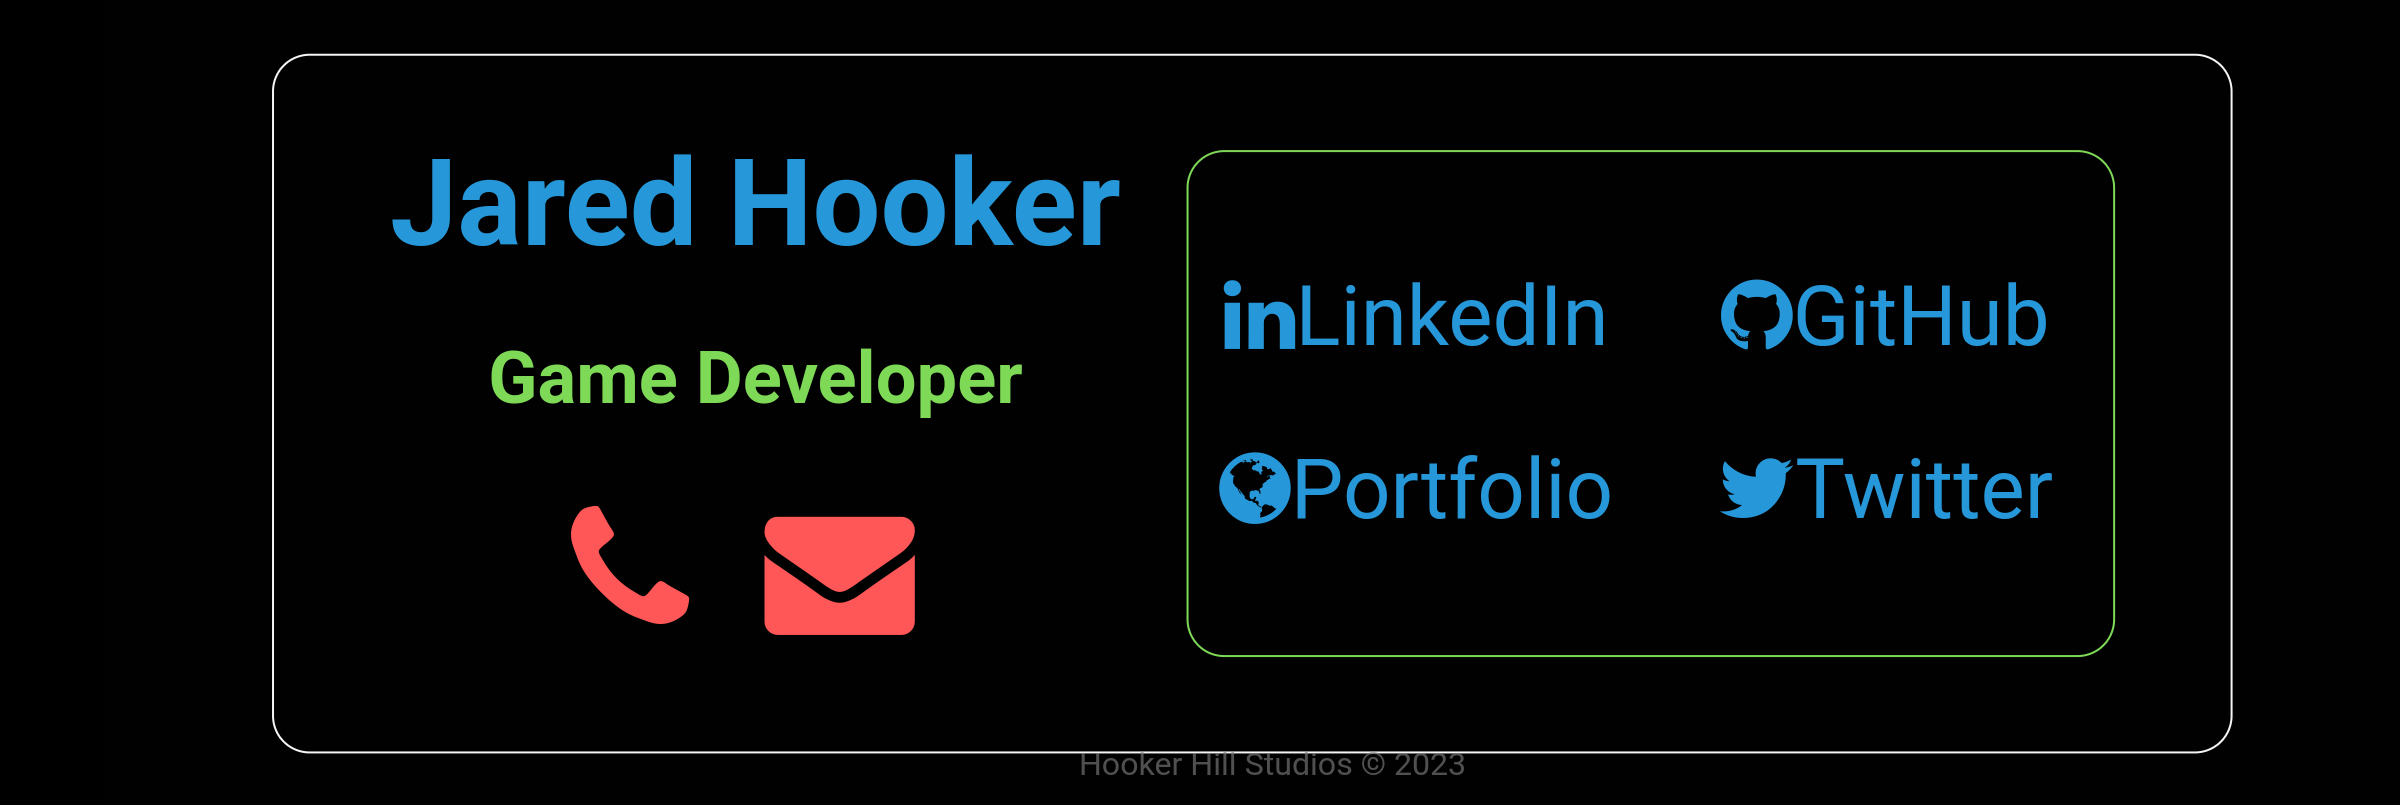 Jared Hooker
Game Developer
LinkedIn
GitHub
Portfolio
Twitter
Hooker Hill Studios © 2023